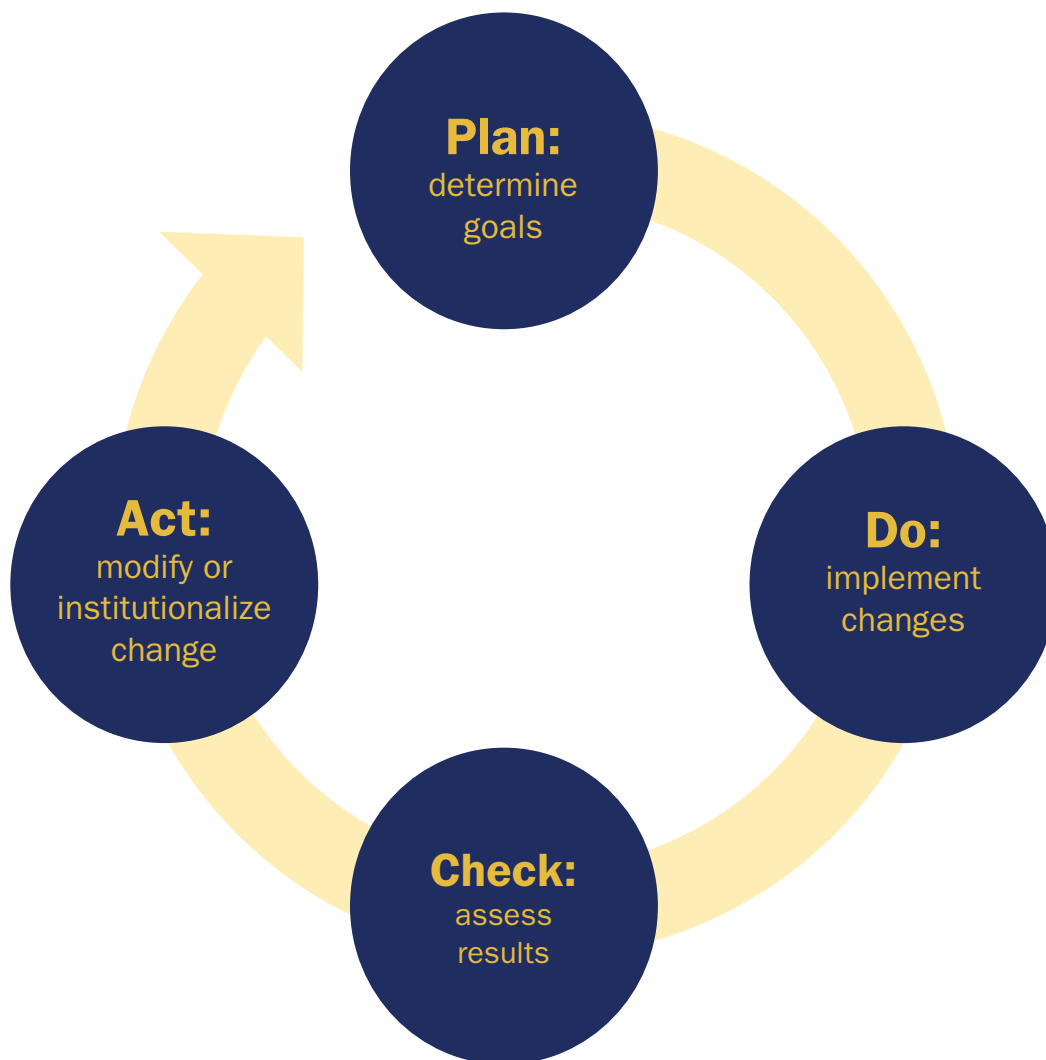 Plan:
determine
goals
Do:
implement
changes
Check:
assess
results
Act:
modify or
institutionalize
change